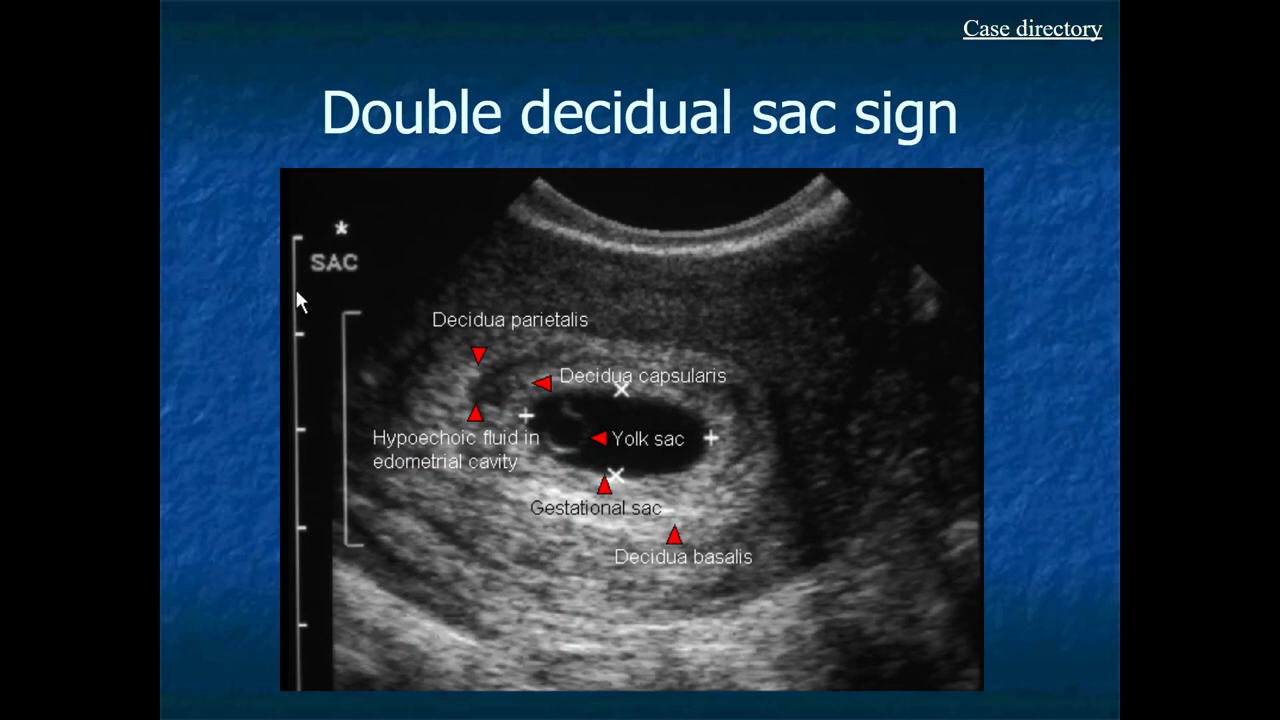 Case directory
Double decidual sac sign
*
SAC
Decidua parietalis
Decidua capsularis
Yolk sac
Hypoechoic fluid in
edometrial cavity
Gestational sac
Decidua basalis